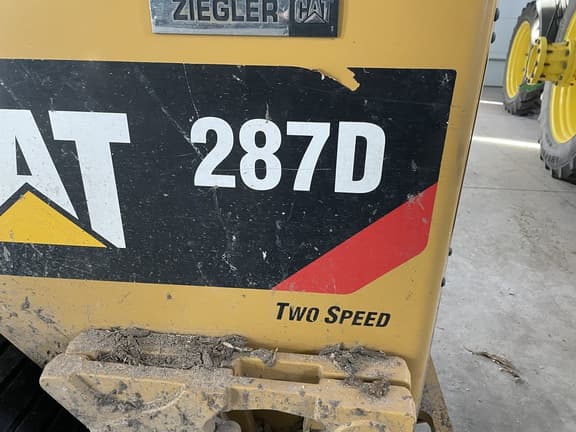 ZIEGLER CAT
CAT 287D
TWO SPEED